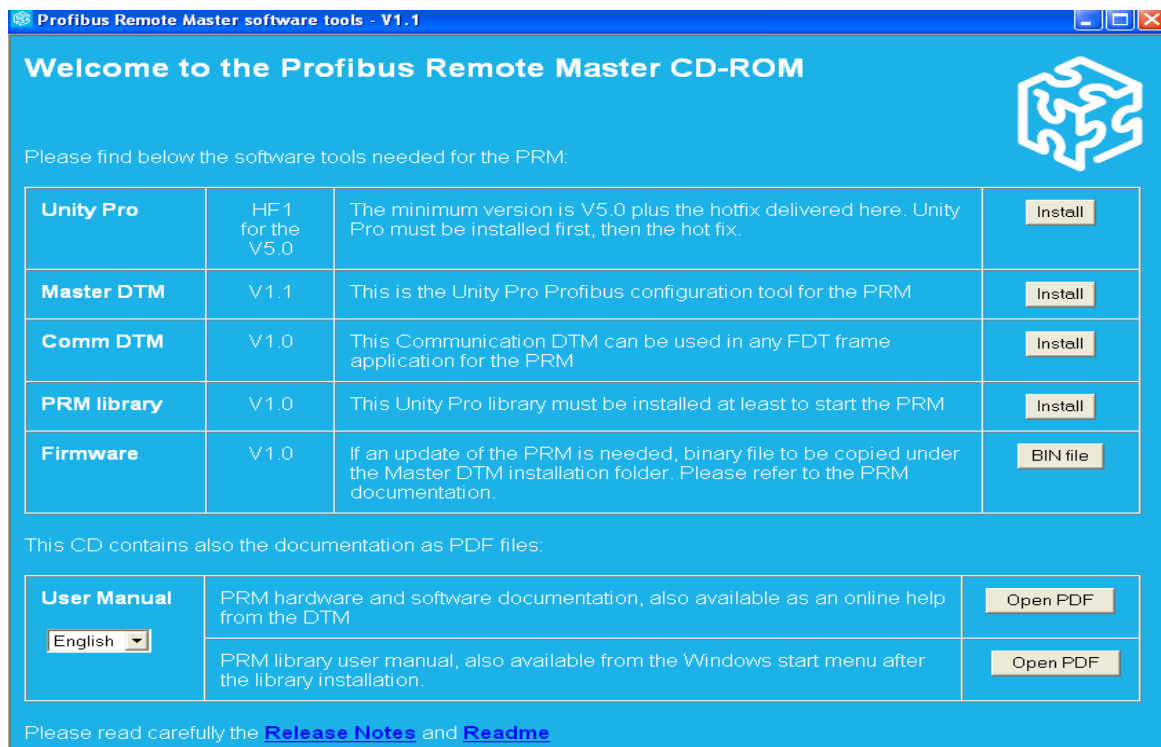 Profibus Remote Master software tools - V1.1
Welcome to the Profibus Remote Master CD-ROM
Please find below the software tools needed for the PRM:
Unity Pro
HF1
for the
V5.0
The minimum version is V5.0 plus the hotfix delivered here. Unity
Pro must be installed first, then the hot fix.
Install
Master DTM
V1.1
This is the Unity Pro Profibus configuration tool for the PRM
Install
Comm DTM
V1.0
This Communication DTM can be used in any FDT frame
application for the PRM
Install
PRM library
V1.0
This Unity Pro library must be installed at least to start the PRM
Install
Firmware
V1.0
If an update of the PRM is needed, binary file to be copied under
the Master DTM installation folder. Please refer to the PRM
documentation.
BIN file
This CD contains also the documentation as PDF files:
User Manual
English
PRM hardware and software documentation, also available as an online help
from the DTM
Open PDF
PRM library user manual, also available from the Windows start menu after
the library installation.
Open PDF
Please read carefully the Release Notes and Readme